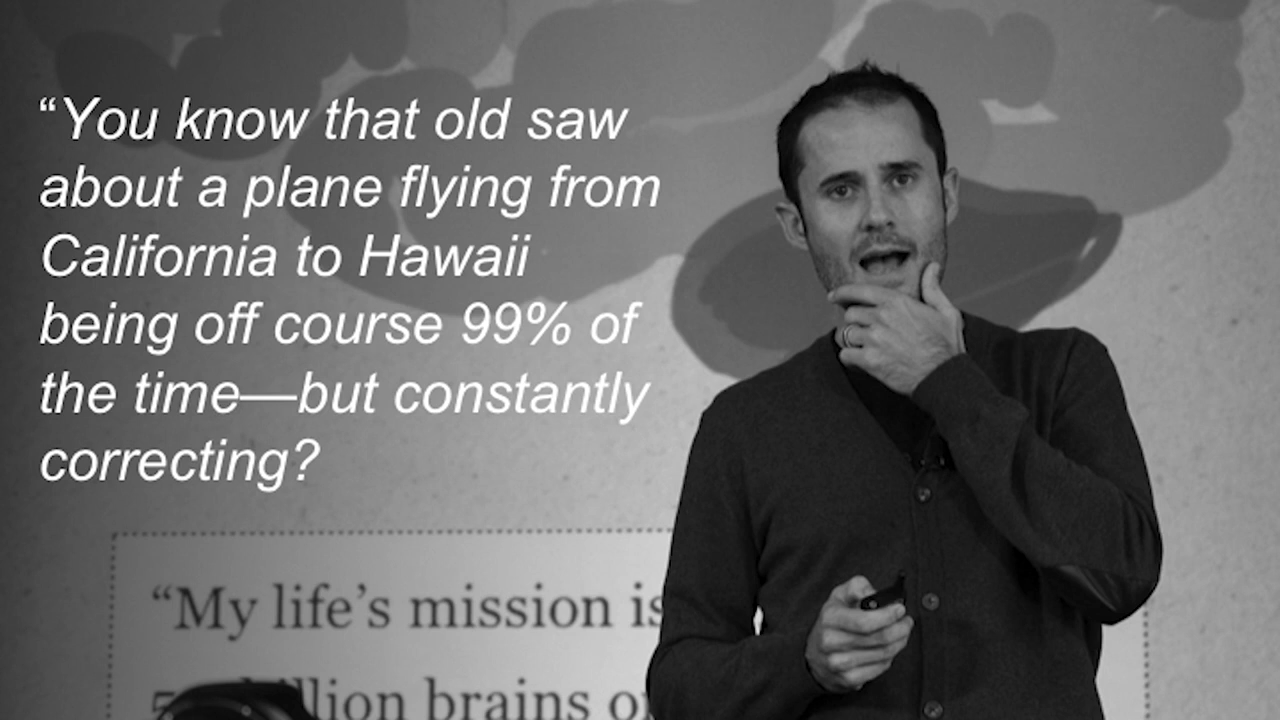 “You know that old saw
about a plane flying from
California to Hawaii
being off course 99% of
the time—but constantly
correcting?
“My life’s mission is
brains